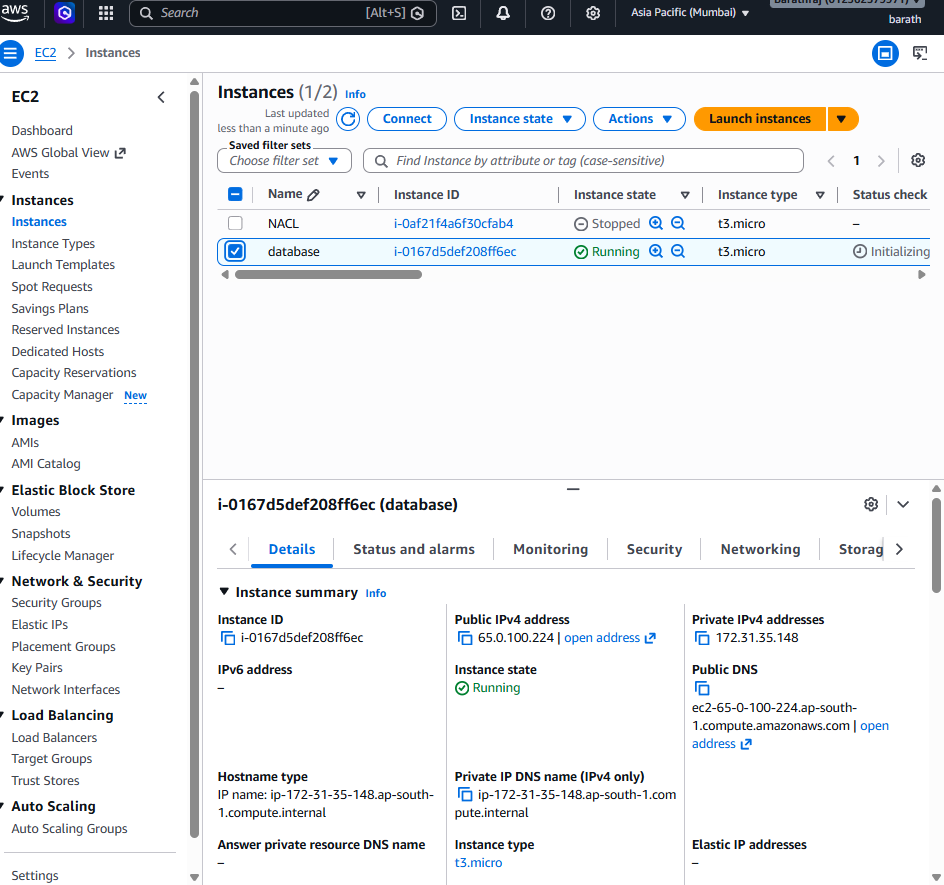 aws
Search
[Alt+S]
Asia Pacific (Mumbai)
barath
EC2
Instances
EC2
Dashboard
AWS Global View
Events
Instances
Instances
Instance Types
Launch Templates
Spot Requests
Savings Plans
Reserved Instances
Dedicated Hosts
Capacity Reservations
Capacity Manager New
Images
AMIs
AMI Catalog
Elastic Block Store
Volumes
Snapshots
Lifecycle Manager
Network & Security
Security Groups
Elastic IPs
Placement Groups
Key Pairs
Network Interfaces
Load Balancing
Load Balancers
Target Groups
Trust Stores
Auto Scaling
Auto Scaling Groups
Settings
Instances (1/2) Info
Last updated
less than a minute ago
Connect
Instance state
Actions
Launch instances
Saved filter sets
Choose filter set
Find Instance by attribute or tag (case-sensitive)
1
Name Instance ID Instance state Instance type Status check
NACL i-0af21f4a6f30cfab4 Stopped t3.micro –
database i-0167d5def208ff6ec Running t3.micro Initializing
i-0167d5def208ff6ec (database)
Details Status and alarms Monitoring Security Networking Storag
Instance summary Info
Instance ID
i-0167d5def208ff6ec
Public IPv4 address
65.0.100.224 | open address
Private IPv4 addresses
172.31.35.148
IPv6 address
–
Instance state
Running
Public DNS
ec2-65-0-100-224.ap-south-
1.compute.amazonaws.com | open
address
Hostname type
IP name: ip-172-31-35-148.ap-south-
1.compute.internal
Private IP DNS name (IPv4 only)
ip-172-31-35-148.ap-south-1.com
pute.internal
Answer private resource DNS name
–
Instance type
t3.micro
Elastic IP addresses
–